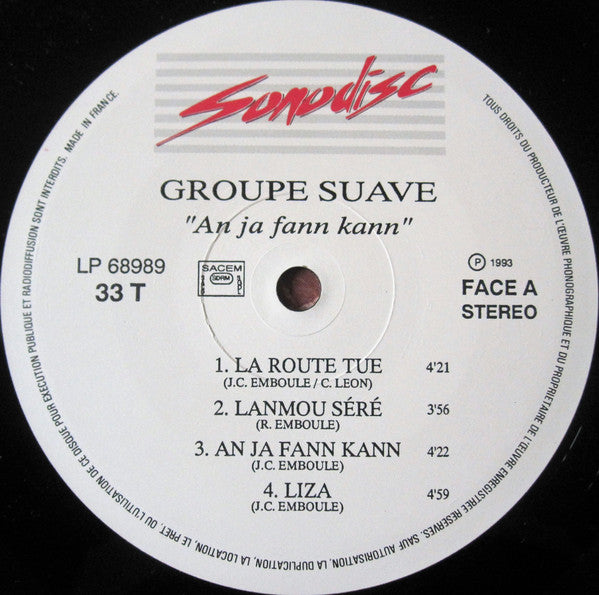 Sonodisc
GROUPE SUAVE
"An ja fann kann"
LP 68989
33 T
SACEM
SDRM
℗ 1993
FACE A
STEREO
1. LA ROUTE TUE 4'21
(J.C. EMBOULE / C. LEON)
2. LANMOU SÉRÉ 3'56
(R. EMBOULE)
3. AN JA FANN KANN 4'22
(J.C. EMBOULE)
4. LIZA 4'59
(J.C. EMBOULE)
TOUS DROITS DU PRODUCTEUR DE L'ŒUVRE PHONOGRAPHIQUE ET DU PROPRIETAIRE DE L'ŒUVRE ENREGISTREE RESERVES. SAUF AUTORISATION, LA DUPLICATION, LA LOCATION, LE PRET, OU L'UTILISATION DE CE DISQUE POUR EXECUTION PUBLIQUE ET RADIODIFFUSION SONT INTERDITS. MADE IN FRANCE.